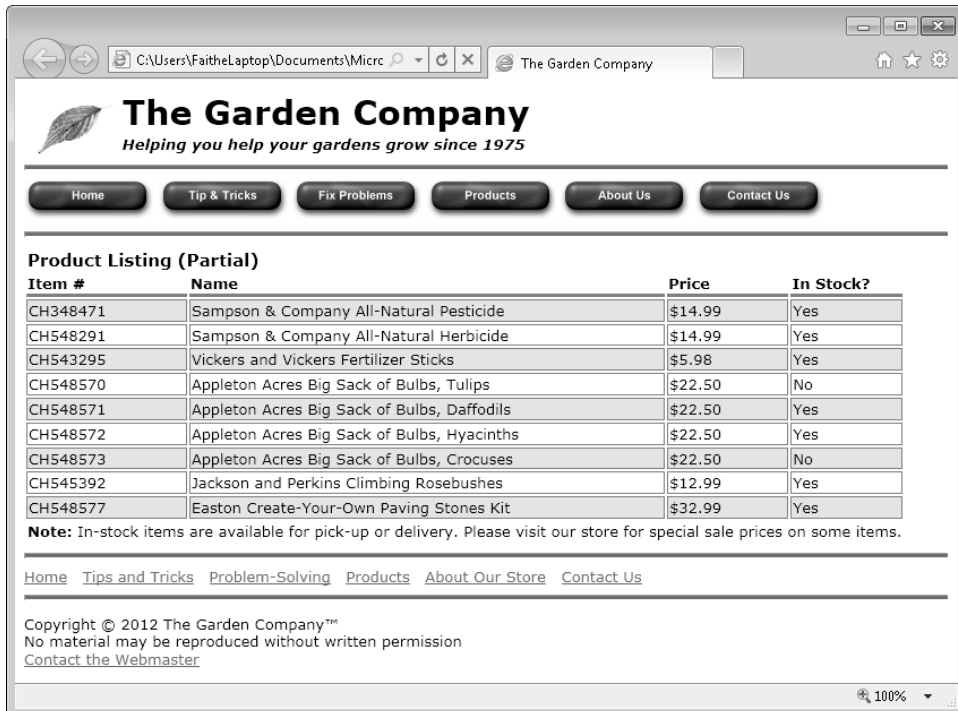 C:\Users\FaitheLaptop\Documents\Micrc
The Garden Company
The Garden Company
Helping you help your gardens grow since 1975
Home Tip & Tricks Fix Problems Products About Us Contact Us
Product Listing (Partial)
Item # Name Price In Stock?
CH348471 Sampson & Company All-Natural Pesticide $14.99 Yes
CH548291 Sampson & Company All-Natural Herbicide $14.99 Yes
CH543295 Vickers and Vickers Fertilizer Sticks $5.98 Yes
CH548570 Appleton Acres Big Sack of Bulbs, Tulips $22.50 No
CH548571 Appleton Acres Big Sack of Bulbs, Daffodils $22.50 Yes
CH548572 Appleton Acres Big Sack of Bulbs, Hyacinths $22.50 Yes
CH548573 Appleton Acres Big Sack of Bulbs, Crocuses $22.50 No
CH545392 Jackson and Perkins Climbing Rosebushes $12.99 Yes
CH548577 Easton Create-Your-Own Paving Stones Kit $32.99 Yes
Note: In-stock items are available for pick-up or delivery. Please visit our store for special sale prices on some items.
Home Tips and Tricks Problem-Solving Products About Our Store Contact Us
Copyright © 2012 The Garden Company™
No material may be reproduced without written permission
Contact the Webmaster
100%